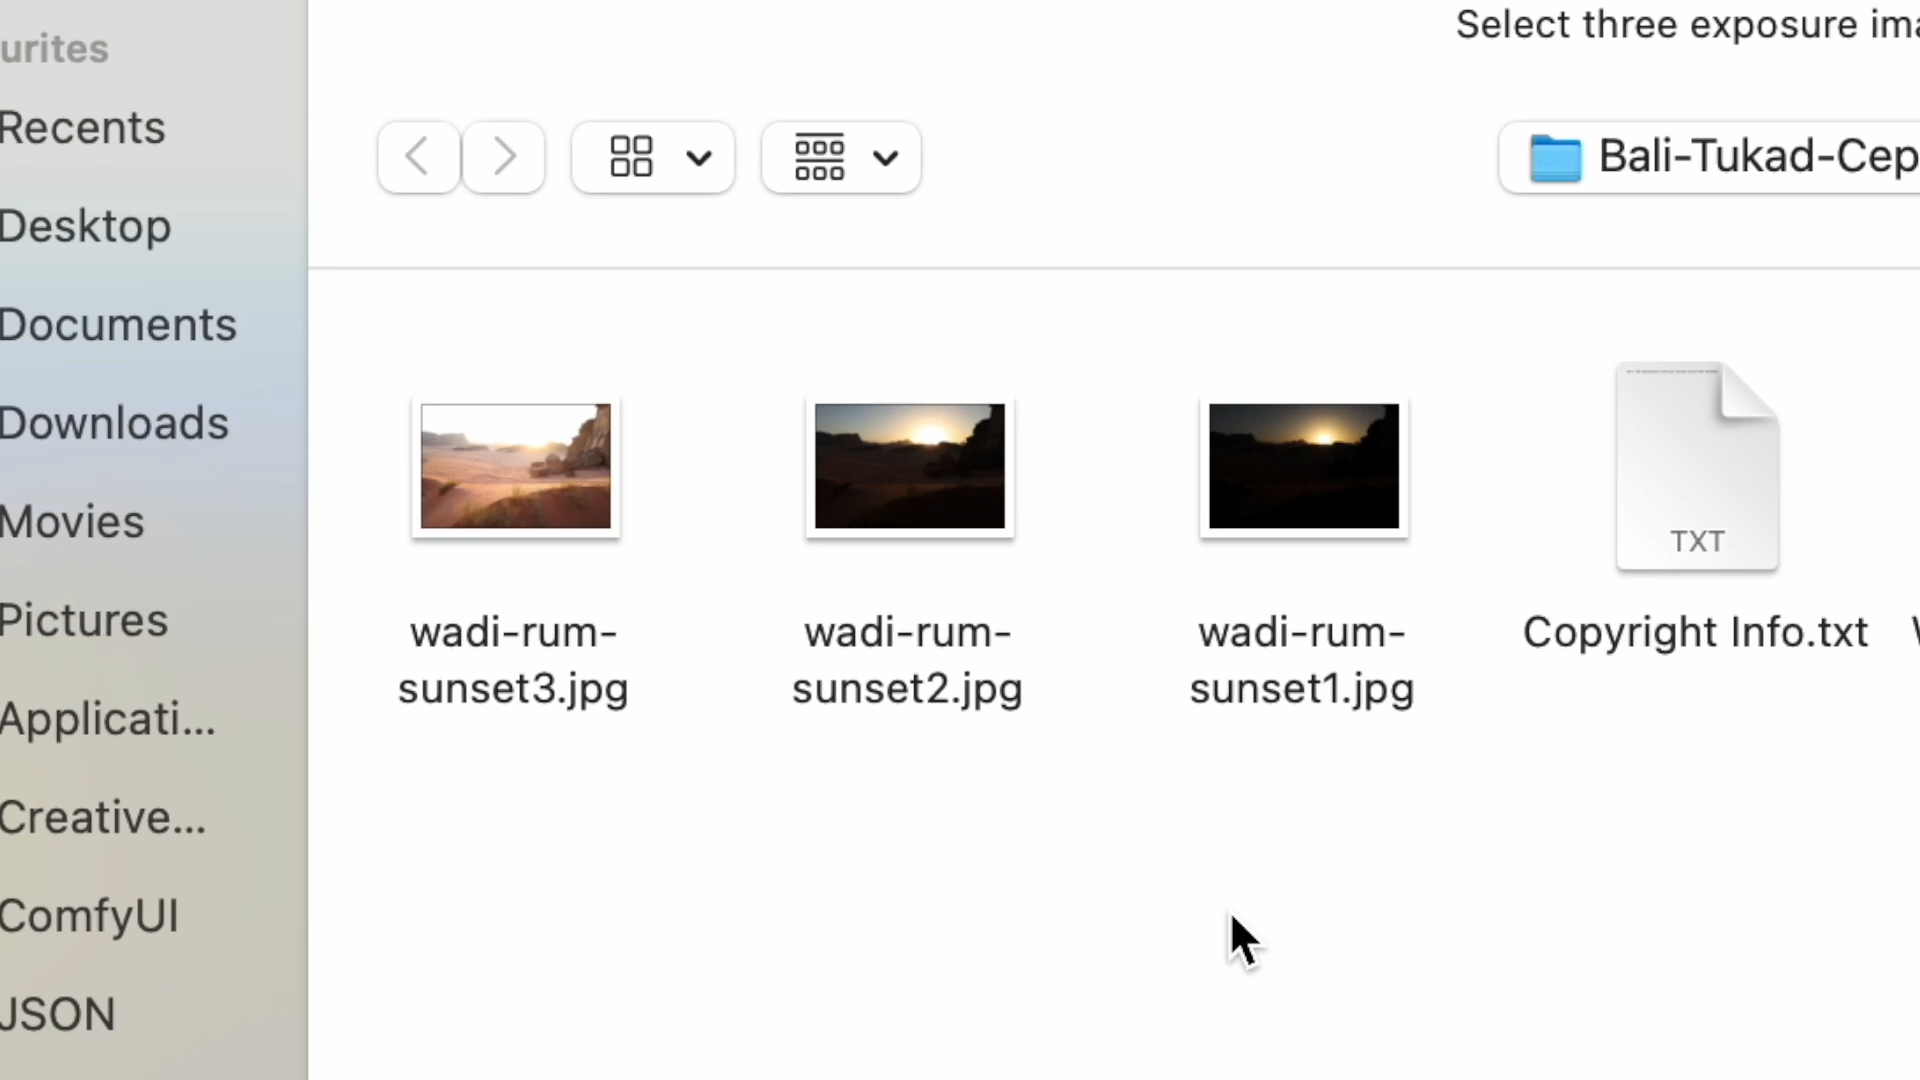 urites
Recents
Desktop
Documents
Downloads
Movies
Pictures
Applicati...
Creative...
ComfyUI
JSON
Select three exposure ima
Bali-Tukad-Cep
TXT
wadi-rum-
sunset3.jpg
wadi-rum-
sunset2.jpg
wadi-rum-
sunset1.jpg
Copyright Info.txt